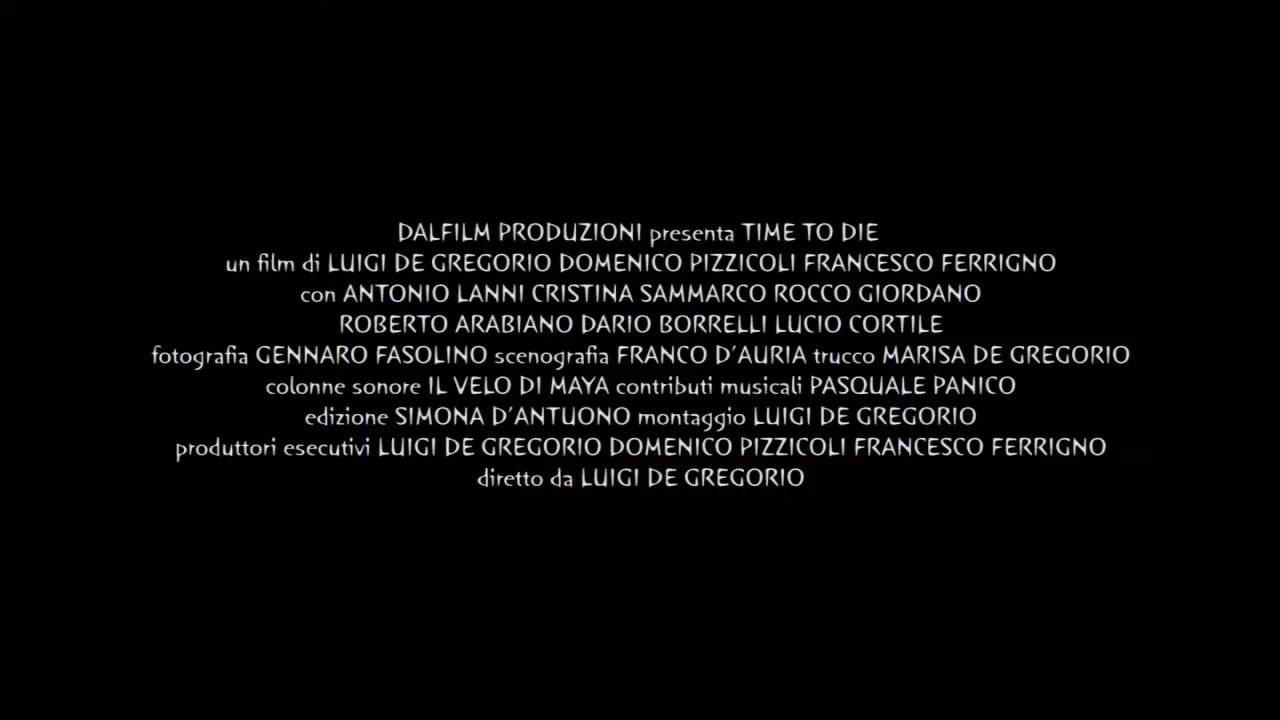 DALFILM PRODUZIONI presenta TIME TO DIE
un film di LUIGI DE GREGORIO DOMENICO PIZZICOLI FRANCESCO FERRIGNO
con ANTONIO LANNI CRISTINA SAMMARCO ROCCO GIORDANO
ROBERTO ARABIANO DARIO BORRELLI LUCIO CORTILE
fotografia GENNARO FASOLINO scenografia FRANCO D'AURIA trucco MARISA DE GREGORIO
colonne sonore IL VELO DI MAYA contributi musicali PASQUALE PANICO
edizione SIMONA D'ANTUONO montaggio LUIGI DE GREGORIO
produttori esecutivi LUIGI DE GREGORIO DOMENICO PIZZICOLI FRANCESCO FERRIGNO
diretto da LUIGI DE GREGORIO